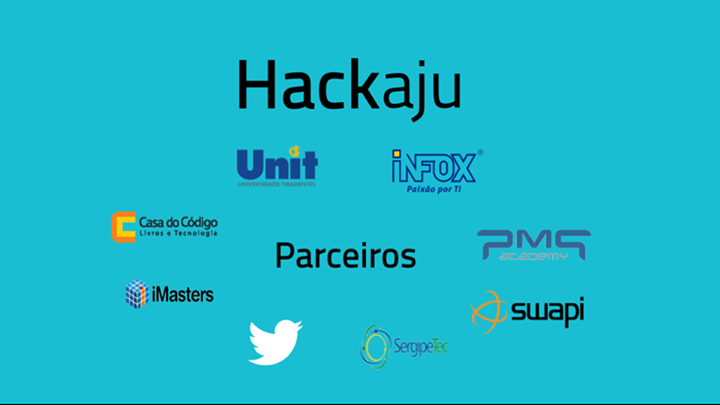 Hackaju
Unit
UNIVERSIDADE TIRADENTES
iNFOX®
Paixão por TI
Casa do Código
Livros e Tecnologia
Parceiros
PMG
academy
iMasters
swapi
SergipeTec